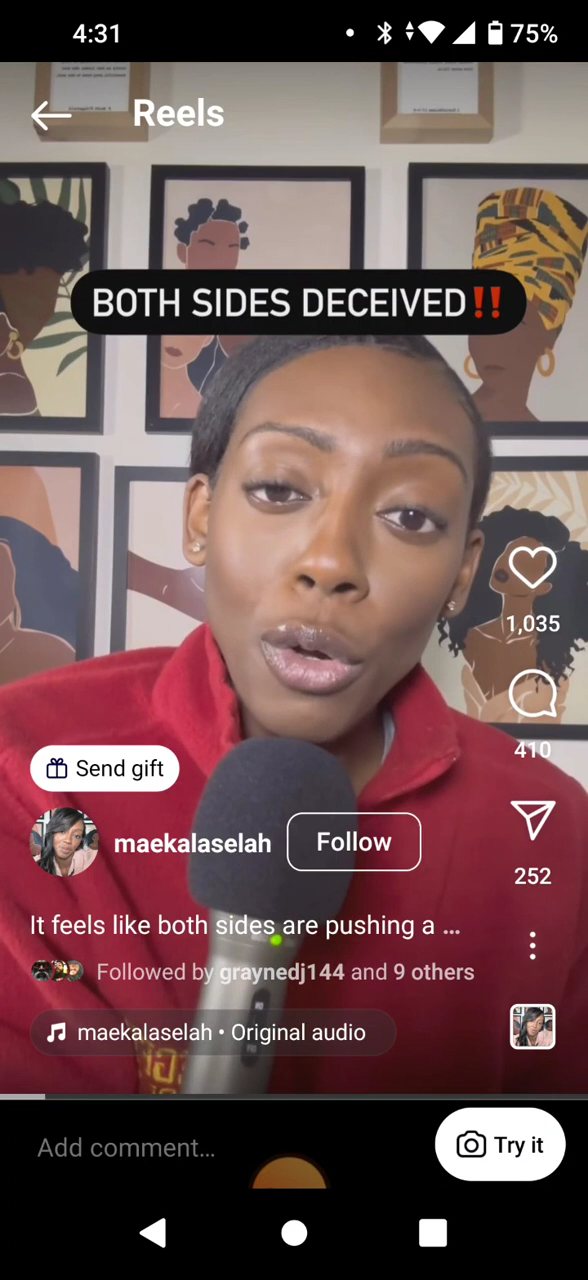 4:31
75%
Reels
BOTH SIDES DECEIVED‼
1,035
410
Send gift
maekalaselah
Follow
252
It feels like both sides are pushing a ...
Followed by graynedj144 and 9 others
maekalaselah • Original audio
Add comment...
Try it